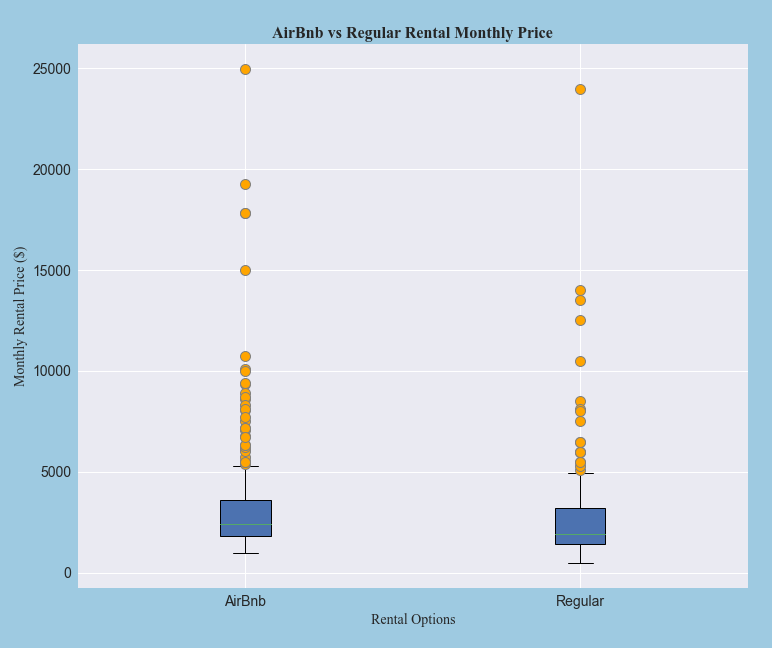 AirBnb vs Regular Rental Monthly Price
Monthly Rental Price ($)
25000
20000
15000
10000
5000
0
AirBnb
Regular
Rental Options